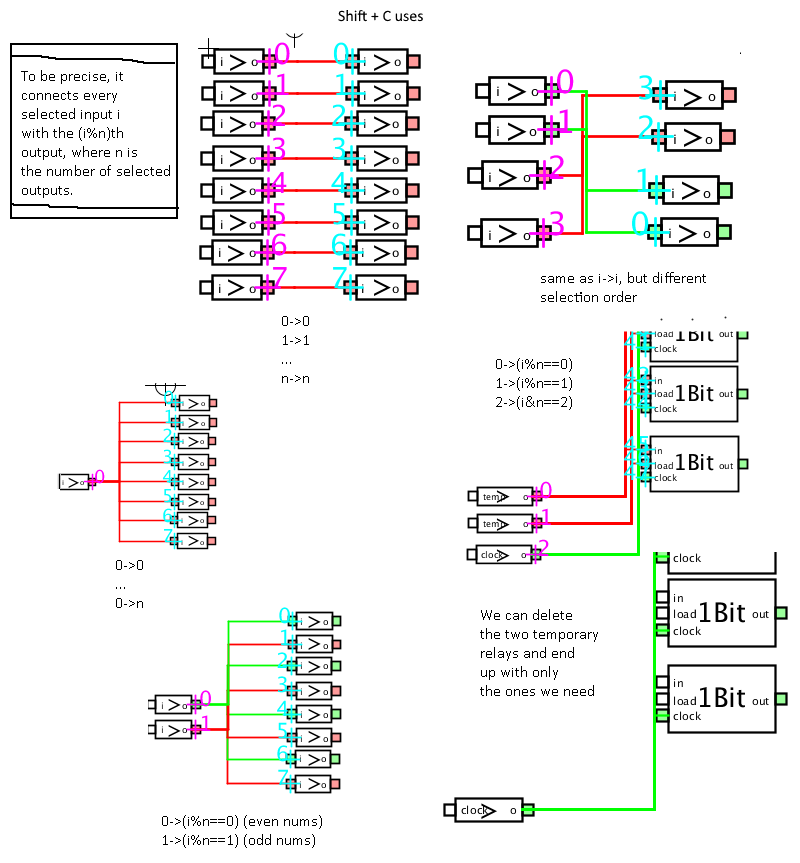 Shift + C uses
To be precise, it
connects every
selected input i
with the (i%n)th
output, where n is
the number of selected
outputs.
i > o 0 0 i > o
i > o 1 1 i > o
i > o 2 2 i > o
i > o 3 3 i > o
i > o 4 4 i > o
i > o 5 5 i > o
i > o 6 6 i > o
i > o 7 7 i > o
0->0
1->1
...
n->n
i > o 0 3 i > o
i > o 1 2 i > o
i > o 2 1 i > o
i > o 3 0 i > o
same as i->i, but different
selection order
0->(i%n==0)
1->(i%n==1)
2->(i&n==2)
load 1Bit out
clock
in
load 1Bit out
clock
in
load 1Bit out
clock
temp o 0
temp o 1
clock o 2
i > o 0
0 i > o
1 i > o
2 i > o
3 i > o
4 i > o
5 i > o
6 i > o
7 i > o
0->0
...
0->n
We can delete
the two temporary
relays and end
up with only
the ones we need
clock
in
load 1Bit out
clock
in
load 1Bit out
clock
clock o
i > o 0
i > o 1
0 i > o
1 i > o
2 i > o
3 i > o
4 i > o
5 i > o
6 i > o
7 i > o
0->(i%n==0) (even nums)
1->(i%n==1) (odd nums)